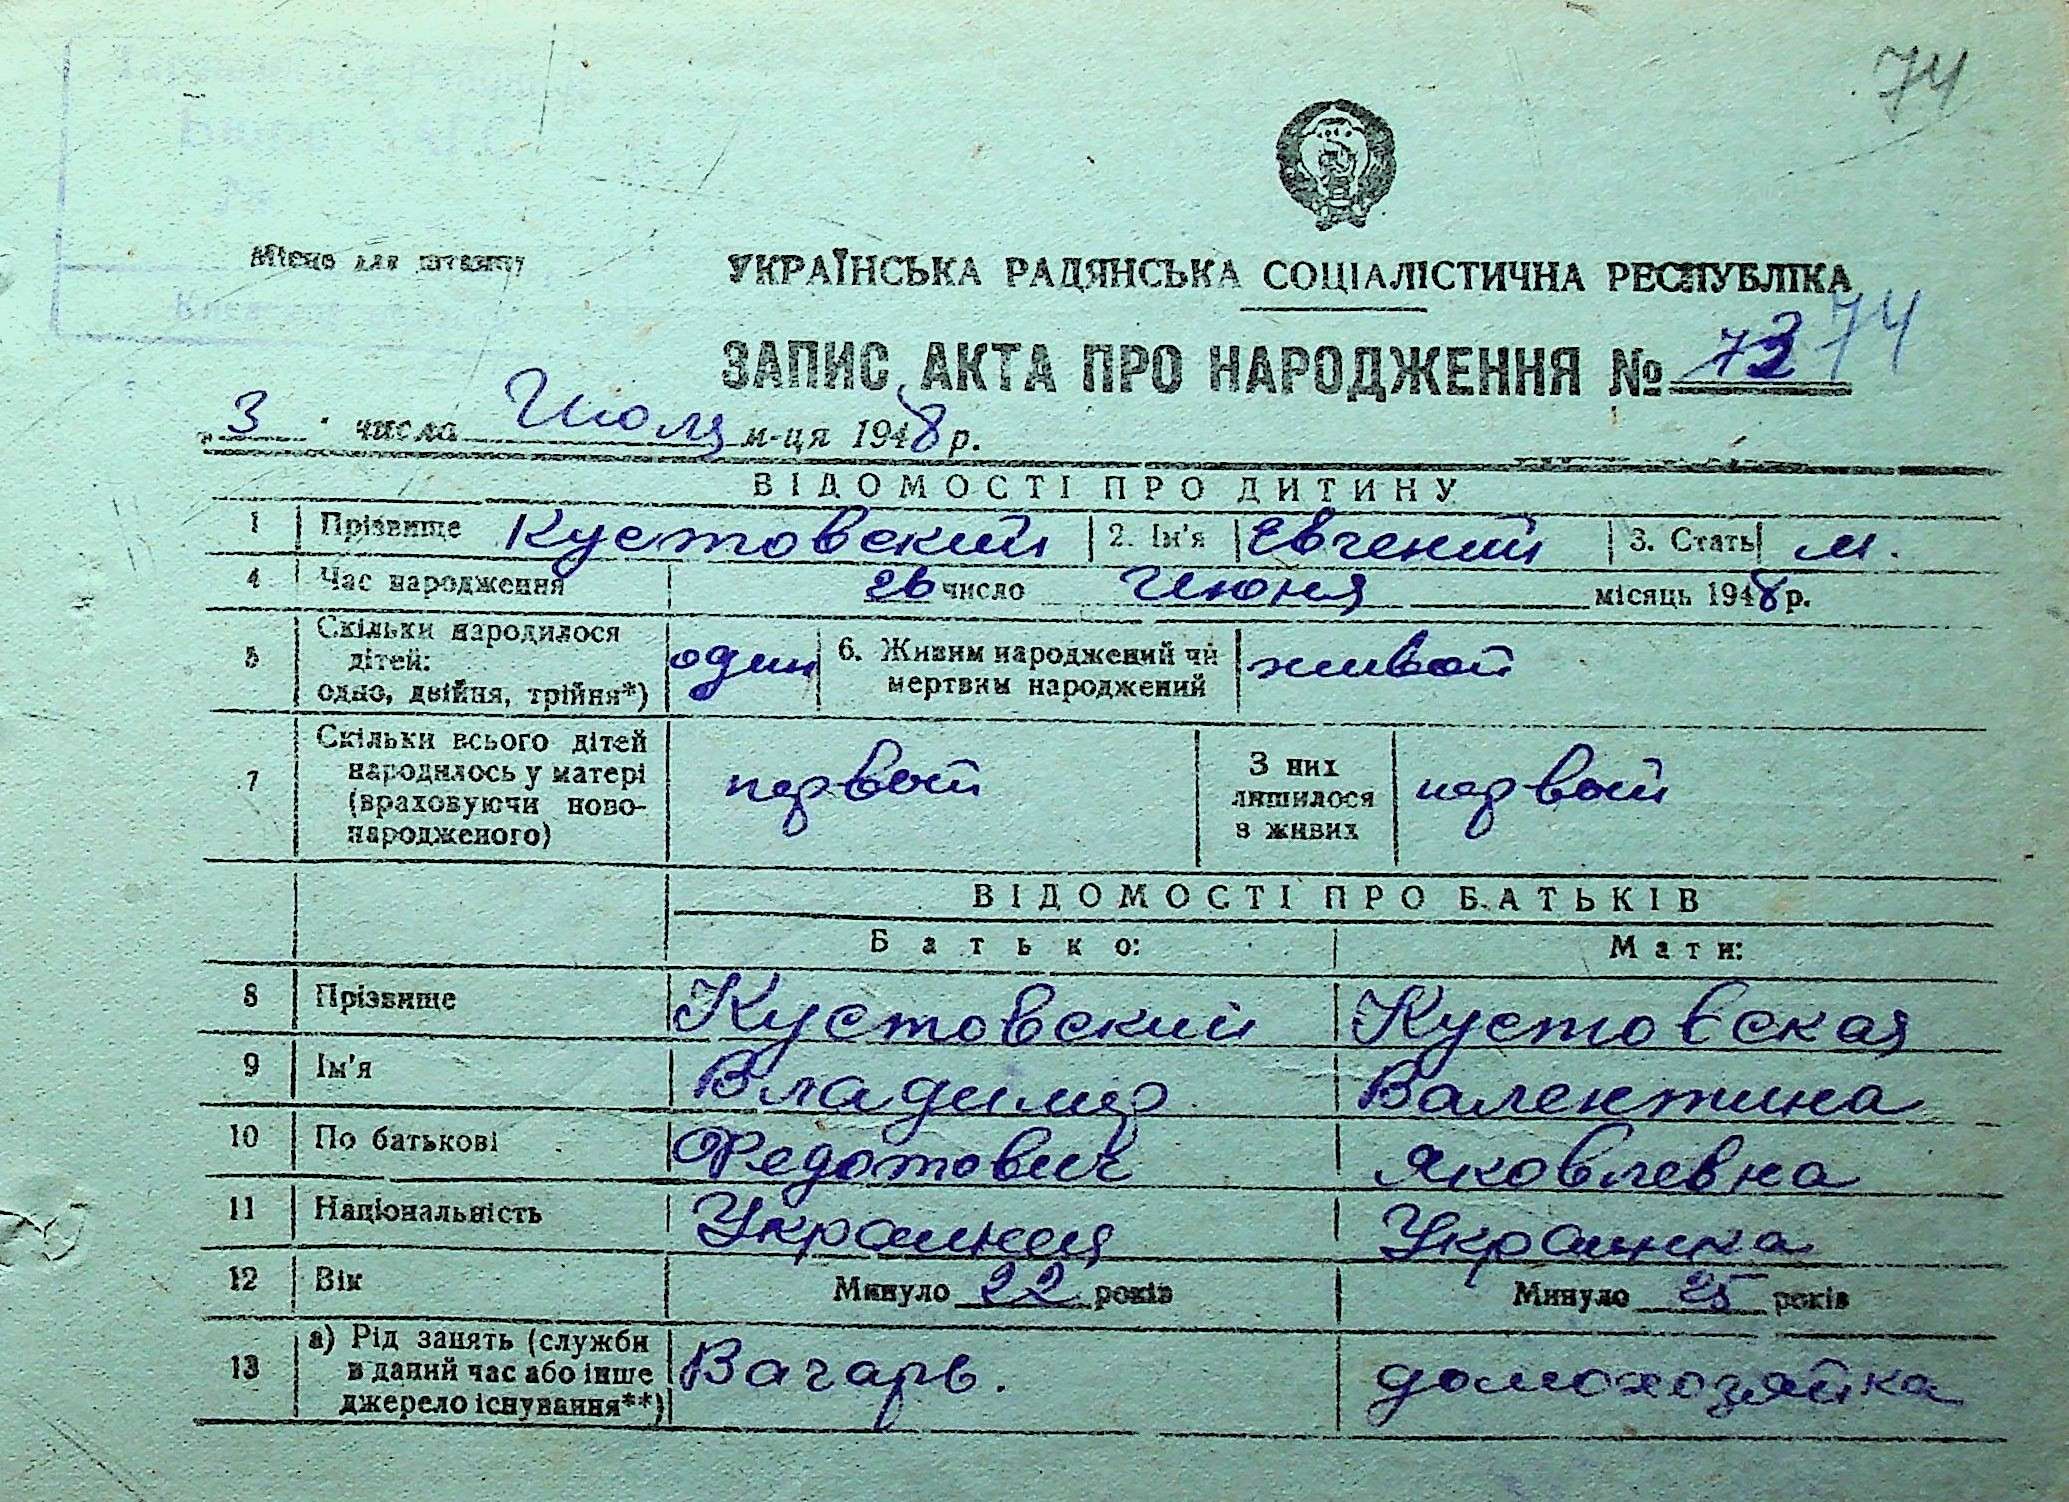 74
Бюро ЗАГС
Місце для штампу
УКРАЇНСЬКА РАДЯНСЬКА СОЦІАЛІСТИЧНА РЕСПУБЛІКА
ЗАПИС АКТА ПРО НАРОДЖЕННЯ № 73 74
„3" числа Июля м-ця 1948 р.
ВІДОМОСТІ ПРО ДИТИНУ
1 Прізвище Кустовский 2. Ім'я Евгений 3. Стать м.
4 Час народження 26 число Июня місяць 1948 р.
5 Скільки народилося дітей: одно, двійня, трійня*) один 6. Живим народжений чи мертвим народжений живой
7 Скільки всього дітей народилось у матері (враховуючи новонародженого) первый З них лишилося в живих первый
ВІДОМОСТІ ПРО БАТЬКІВ
Батько: Мати:
8 Прізвище Кустовский Кустовская
9 Ім'я Владимир Валентина
10 По батькові Федотович Яковлевна
11 Національність Украинец Украинка
12 Вік Минуло 22 років Минуло 25 років
13 а) Рід занять (служби в даний час або інше джерело існування**) Вагарь. домохозяйка